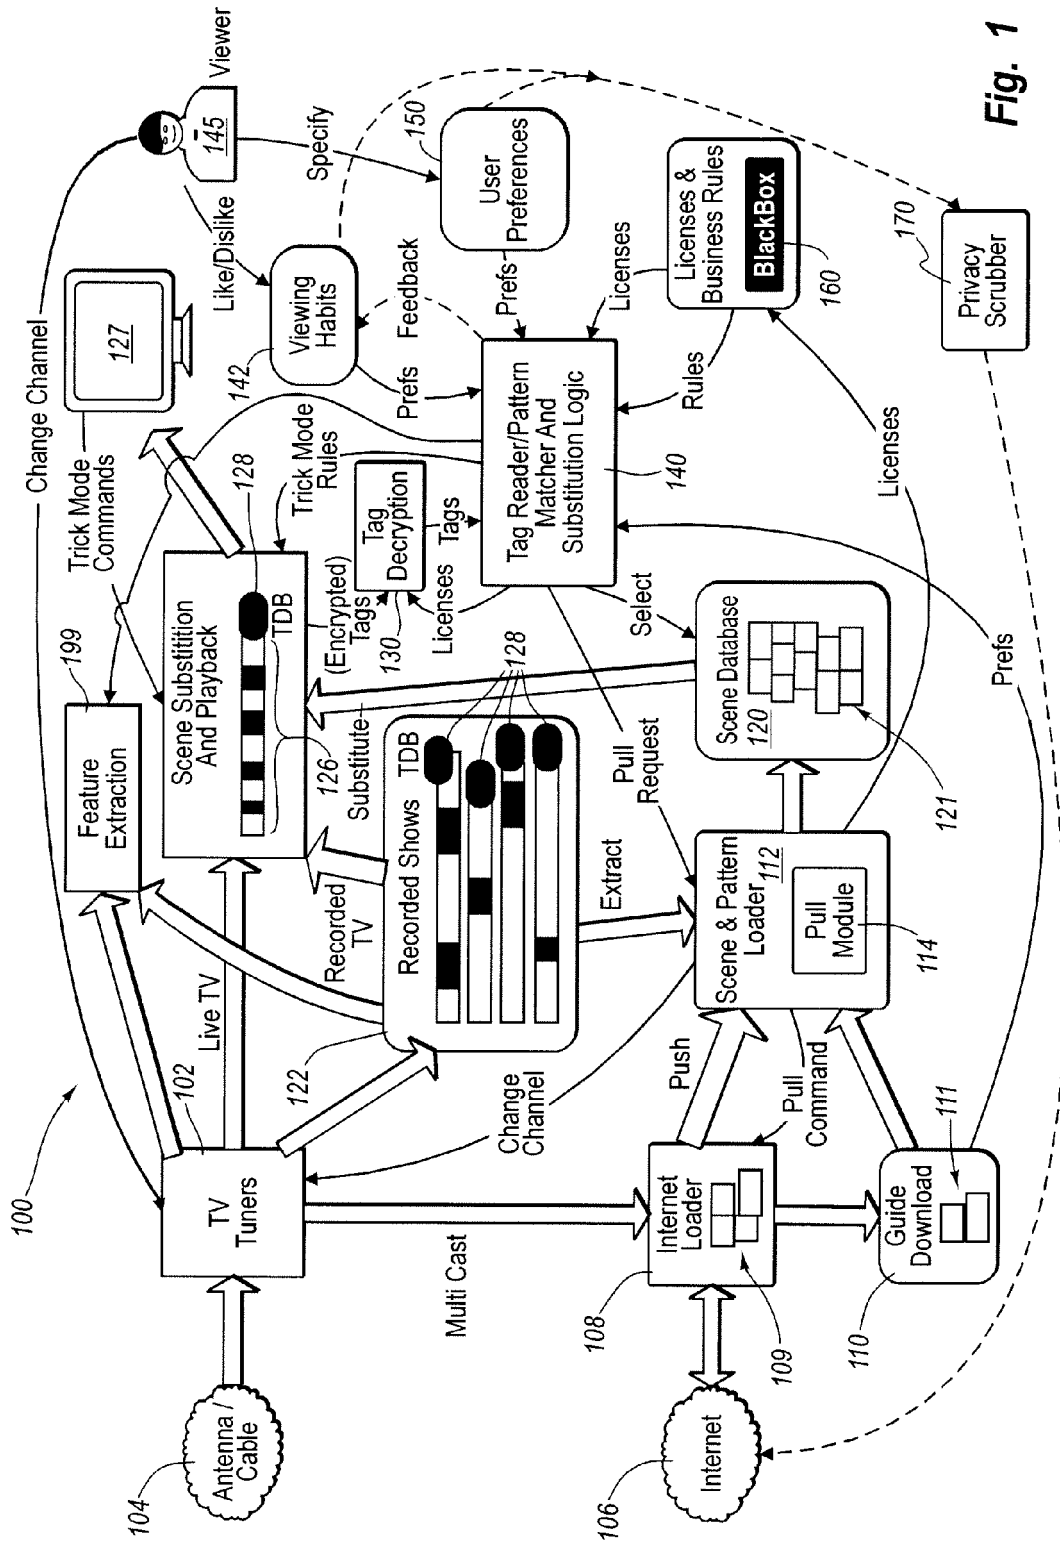 100
104
Antenna /
Cable
102
TV
Tuners
Change Channel
Live TV
199
Feature
Extraction
Trick Mode
Commands
127
145
Viewer
Like/Dislike
Specify
Scene Substitition
And Playback
TDB
126
128
Trick Mode
Rules
142
Viewing
Habits
Prefs
Feedback
150
User
Preferences
Prefs
(Encrypted)
Tags
130
Tag
Decryption
Tags
Licenses
Tag Reader/Pattern
Matcher And
Substitution Logic
140
Licenses
Rules
Licenses &
Business Rules
BlackBox
160
122
Recorded
TV
Recorded Shows
TDB
128
Substitute
Extract
Pull
Request
Select
Change
Channel
Multi Cast
106
Internet
108
Internet
Loader
109
Push
Pull
Command
Scene & Pattern
Loader
112
Pull
Module
114
Scene Database
120
121
Licenses
Prefs
110
Guide
Download
111
170
Privacy
Scrubber
Fig. 1